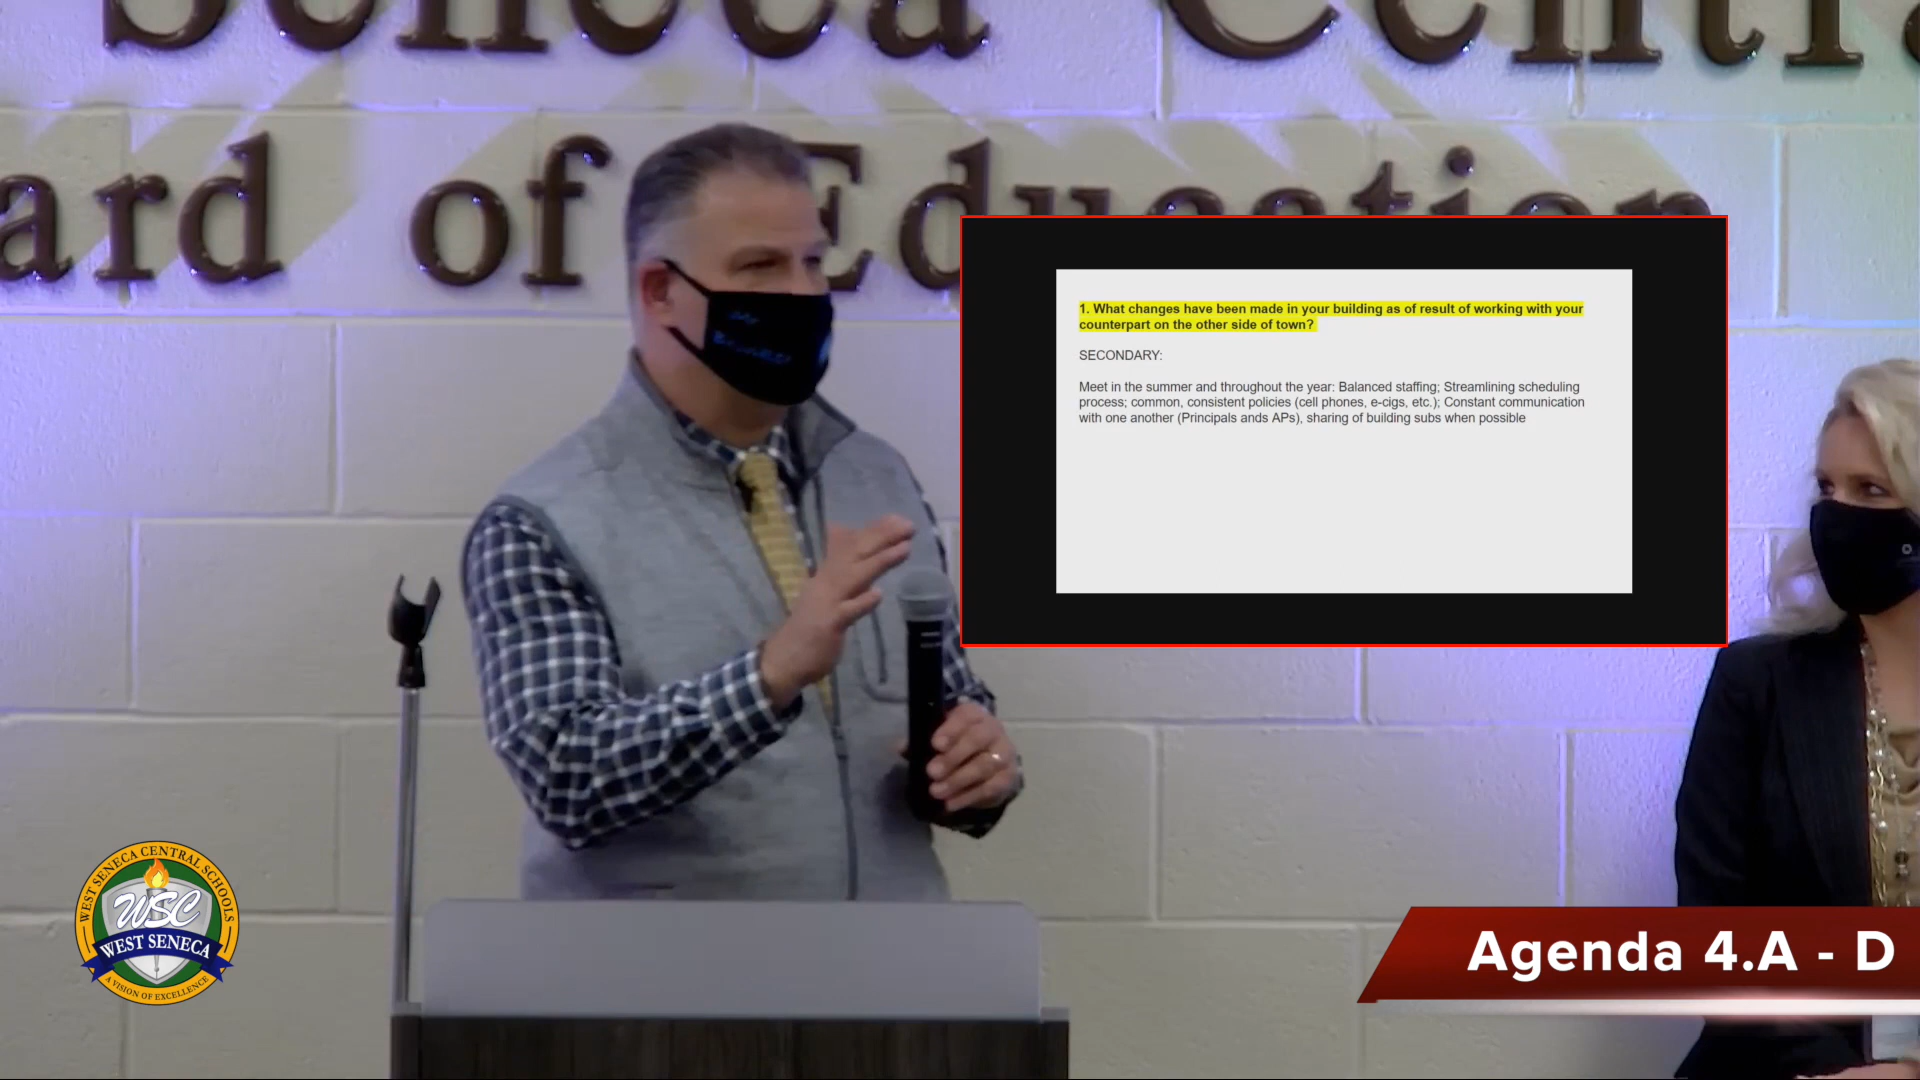 Seneca Centra
ard of Education
1. What changes have been made in your building as of result of working with your
counterpart on the other side of town?
SECONDARY:
Meet in the summer and throughout the year: Balanced staffing; Streamlining scheduling
process; common, consistent policies (cell phones, e-cigs, etc.); Constant communication
with one another (Principals ands APs), sharing of building subs when possible
WEST SENECA CENTRAL SCHOOLS
WSC
WEST SENECA
A VISION OF EXCELLENCE
Agenda 4.A - D